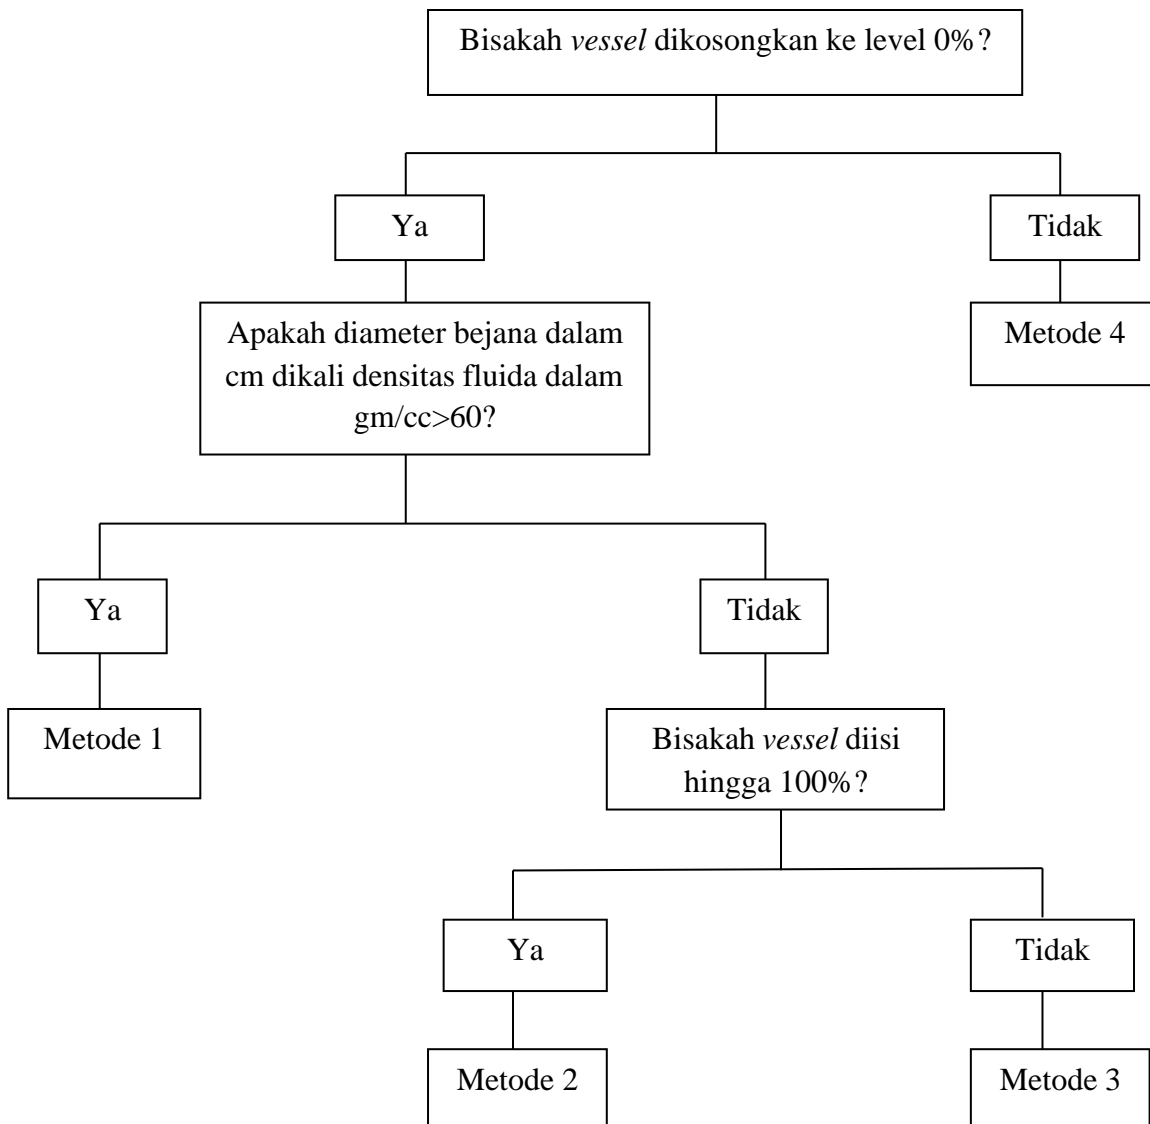 Bisakah vessel dikosongkan ke level 0%?
Ya
Tidak
Apakah diameter bejana dalam
cm dikali densitas fluida dalam
gm/cc>60?
Metode 4
Ya
Tidak
Metode 1
Bisakah vessel diisi
hingga 100%?
Ya
Tidak
Metode 2
Metode 3